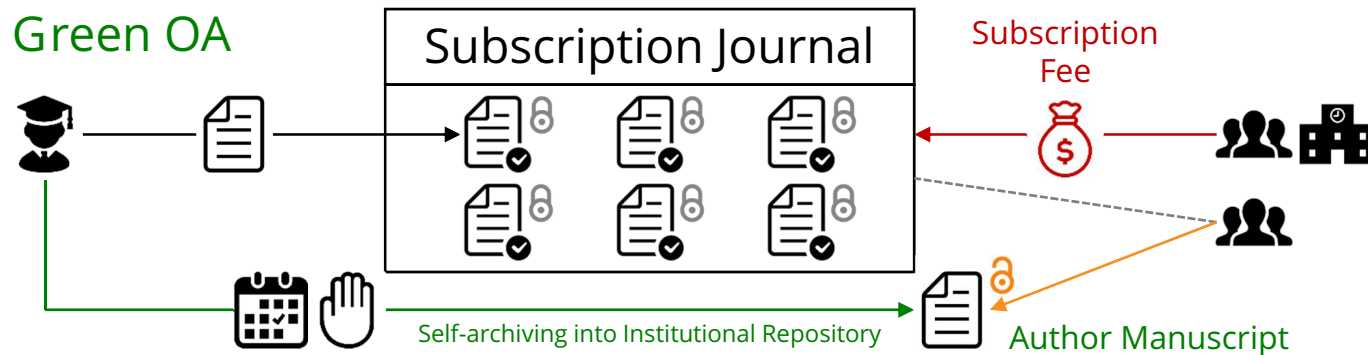 Green OA
Subscription Journal
Subscription
Fee
$
Self-archiving into Institutional Repository
Author Manuscript